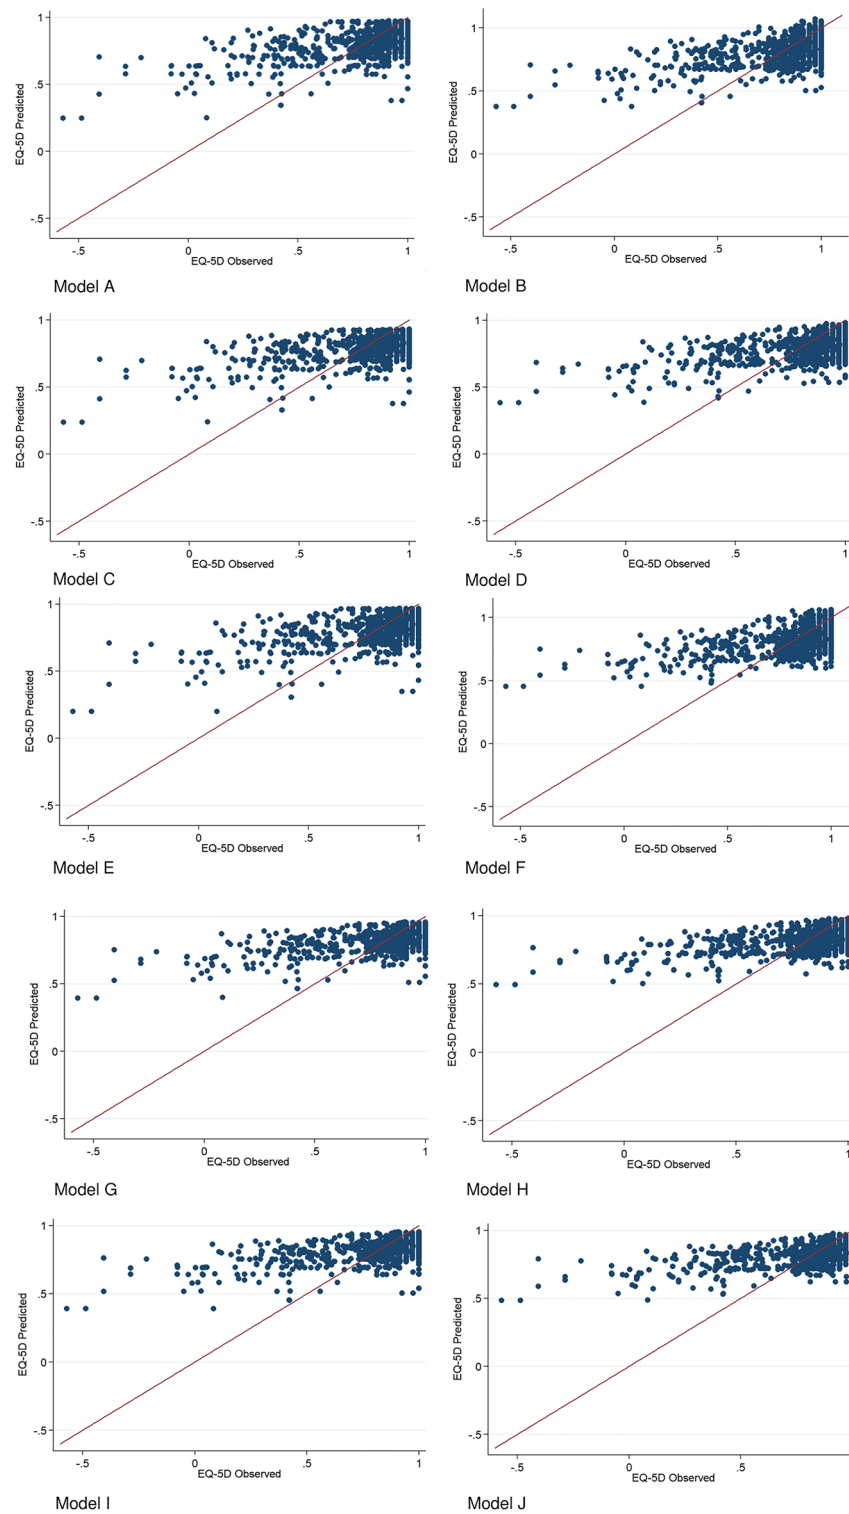 1
.5
0
-.5
EQ-5D Predicted
-.5 0 .5 1
EQ-5D Observed
Model A
1
.5
0
-.5
EQ-5D Predicted
-.5 0 .5 1
EQ-5D Observed
Model B
1
.5
0
-.5
EQ-5D Predicted
-.5 0 .5 1
EQ-5D Observed
Model C
1
.5
0
-.5
EQ-5D Predicted
-.5 0 .5 1
EQ-5D Observed
Model D
1
.5
0
-.5
EQ-5D Predicted
-.5 0 .5 1
EQ-5D Observed
Model E
1
.5
0
-.5
EQ-5D Predicted
-.5 0 .5 1
EQ-5D Observed
Model F
1
.5
0
-.5
EQ-5D Predicted
-.5 0 .5 1
EQ-5D Observed
Model G
1
.5
0
-.5
EQ-5D Predicted
-.5 0 .5 1
EQ-5D Observed
Model H
1
.5
0
-.5
EQ-5D Predicted
-.5 0 .5 1
EQ-5D Observed
Model I
1
.5
0
-.5
EQ-5D Predicted
-.5 0 .5
EQ-5D Observed
Model J